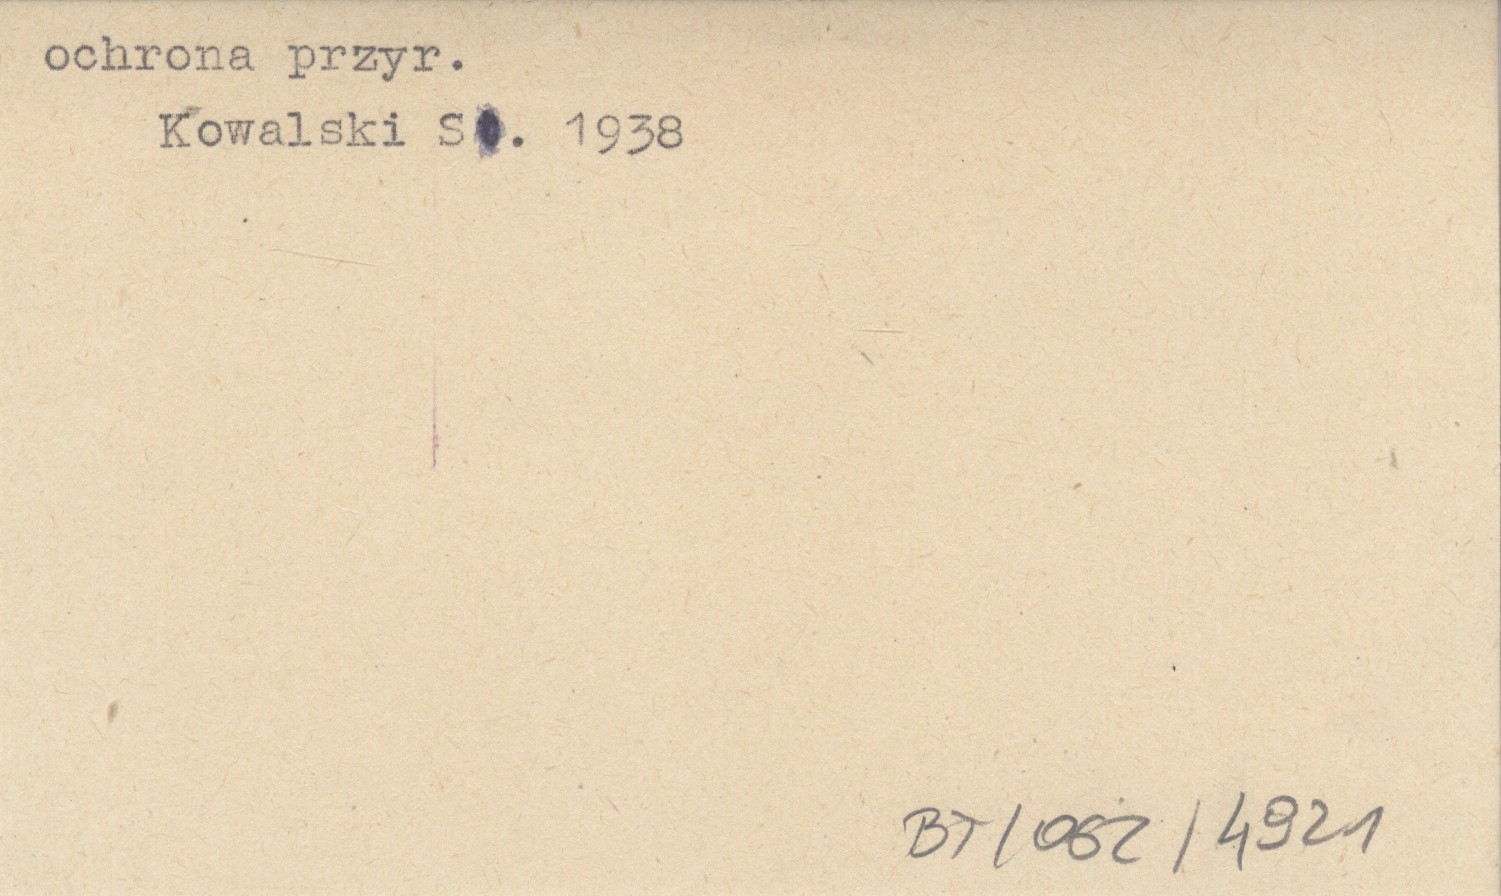 ochrona przyr.
Kowalski S. 1938
BT/062/4921